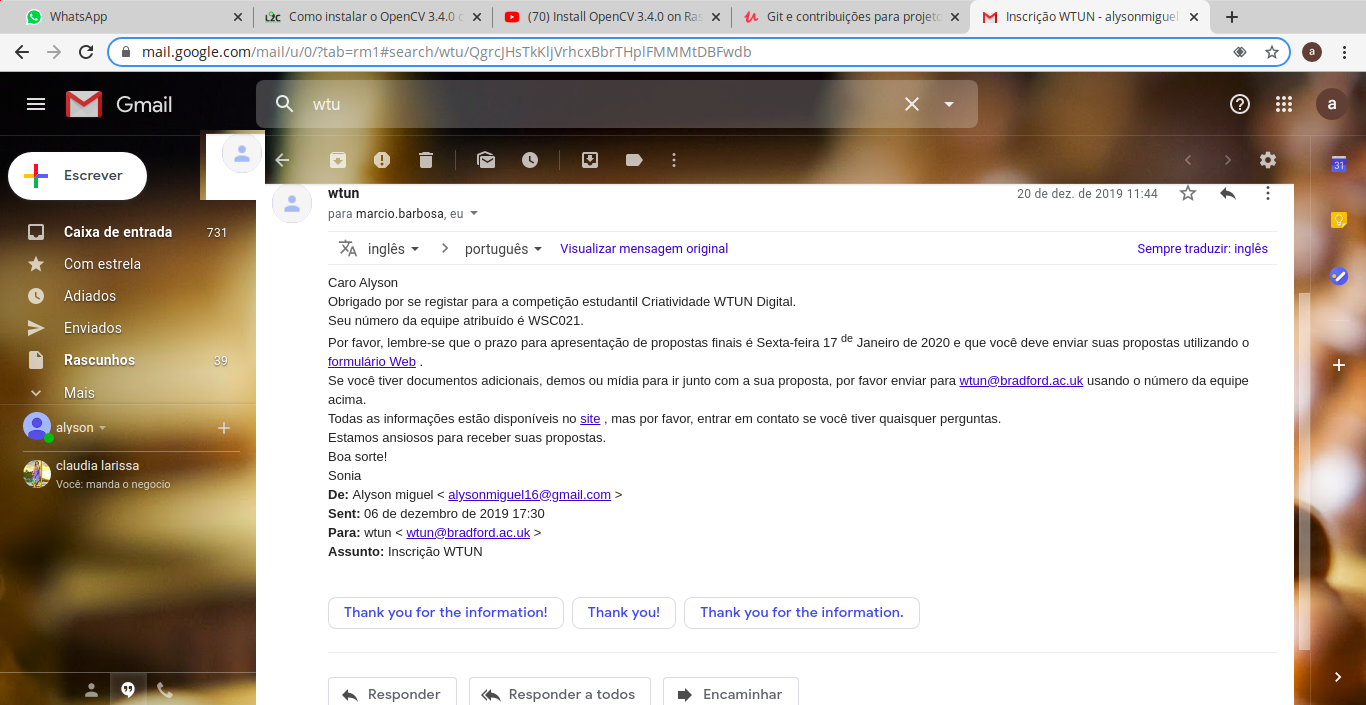 WhatsApp
L2C Como instalar o OpenCV 3.4.0 c
(70) Install OpenCV 3.4.0 on Ras
Git e contribuições para projeto
Inscrição WTUN - alysonmiguel
mail.google.com/mail/u/0/?tab=rm1#search/wtu/QgrcJHsTkKljVrhcxBbrTHplFMMMtDBFwdb
a
Gmail
wtu
a
Escrever
31
wtun
20 de dez. de 2019 11:44
para marcio.barbosa, eu
Caixa de entrada 731
Com estrela
Adiados
Enviados
Rascunhos 39
Mais
alyson
claudia larissa
Você: manda o negocio
inglês > português Visualizar mensagem original Sempre traduzir: inglês
Caro Alyson
Obrigado por se registar para a competição estudantil Criatividade WTUN Digital.
Seu número da equipe atribuído é WSC021.
Por favor, lembre-se que o prazo para apresentação de propostas finais é Sexta-feira 17 de Janeiro de 2020 e que você deve enviar suas propostas utilizando o
formulário Web .
Se você tiver documentos adicionais, demos ou mídia para ir junto com a sua proposta, por favor enviar para wtun@bradford.ac.uk usando o número da equipe
acima.
Todas as informações estão disponíveis no site , mas por favor, entrar em contato se você tiver quaisquer perguntas.
Estamos ansiosos para receber suas propostas.
Boa sorte!
Sonia
De: Alyson miguel < alysonmiguel16@gmail.com >
Sent: 06 de dezembro de 2019 17:30
Para: wtun < wtun@bradford.ac.uk >
Assunto: Inscrição WTUN
Thank you for the information! Thank you! Thank you for the information.
Responder Responder a todos Encaminhar